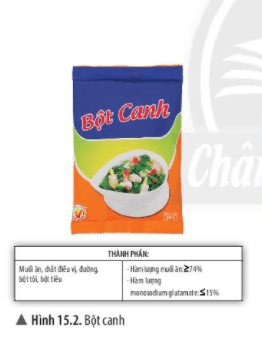 Bột Canh
Chân
THÀNH PHẦN:
Muối ăn, chất điều vị, đường,
bột tỏi, bột tiêu
- Hàm lượng muối ăn:≥74%
- Hàm lượng
monosodium glutamate:≤15%
▲ Hình 15.2. Bột canh